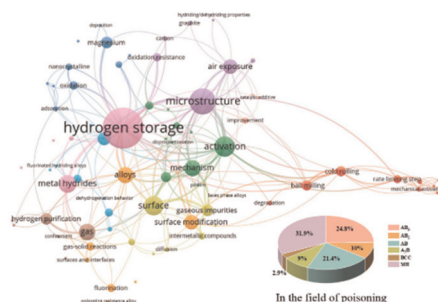 hydriding/dehydriding properties
deposition
graphite
magnesium
carbon
oxidation resistance
nanocrystalline
air exposure
oxidation
microstructure
adsorption
improvement
hydrogen storage
activation
fluorinated hydriding alloys
mechanism
cold rolling
rate limiting step
alloys
metal hydrides
ball milling
mechanical
dehydrogenation behavior
laves phase alloys
degradation
surface
gaseous impurities
hydrogen purification
surface modification
gas
confinement
intermetallic compounds
gas-solid reactions
diffusion
surfaces and interfaces
fluorination
31.9%
24.8%
10%
21.4%
9%
2.9%
AB₅
AB₂
AB
A₂B
BCC
MH
In the field of poisoning